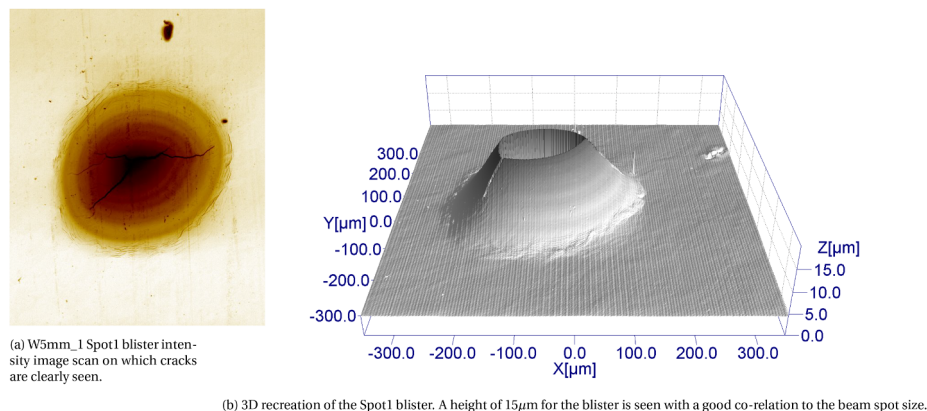 300.0
200.0
100.0
Y[µm] 0.0
-100.0
-200.0
-300.0
Z[µm]
15.0
10.0
5.0
0.0
-300.0 -200.0 -100.0 0.0 100.0 200.0 300.0
X[µm]
(a) W5mm_1 Spot1 blister inten-
sity image scan on which cracks
are clearly seen.
(b) 3D recreation of the Spot1 blister. A height of 15µm for the blister is seen with a good co-relation to the beam spot size.